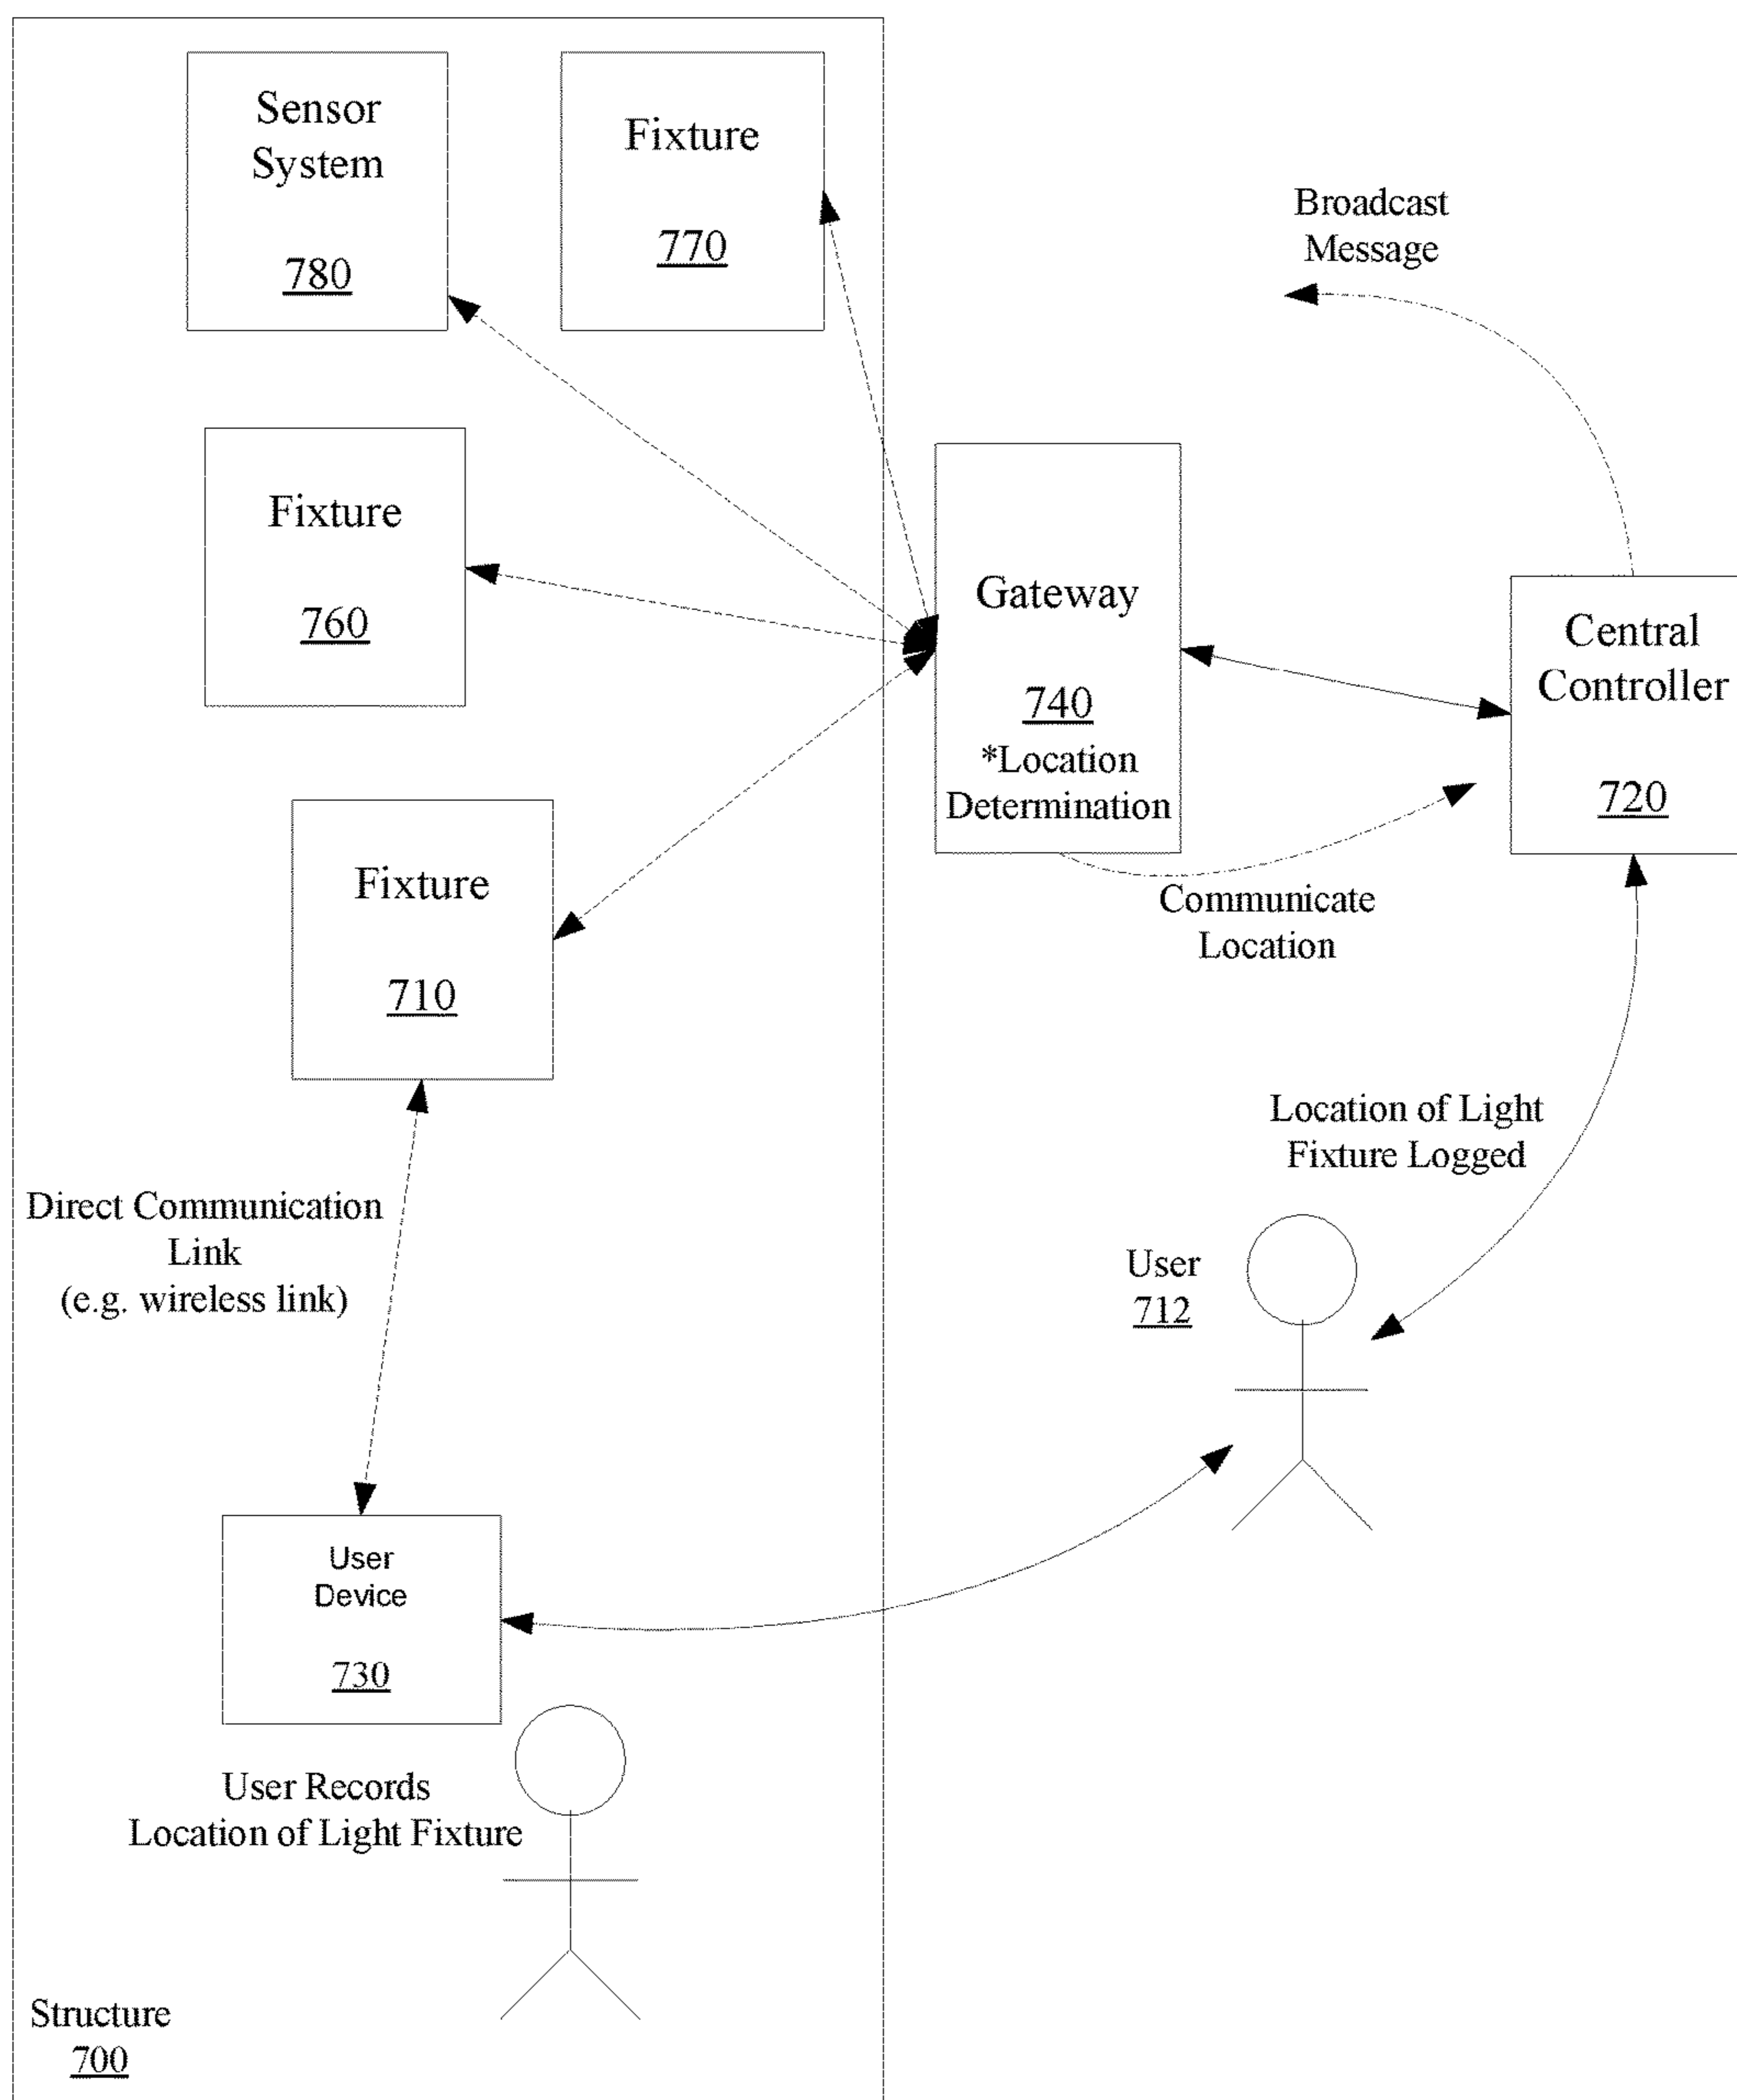 Sensor
System
780
Fixture
770
Broadcast
Message
Fixture
760
Gateway
740
*Location
Determination
Central
Controller
720
Fixture
710
Communicate
Location
Location of Light
Fixture Logged
Direct Communication
Link
(e.g. wireless link)
User
712
User
Device
730
User Records
Location of Light Fixture
Structure
700